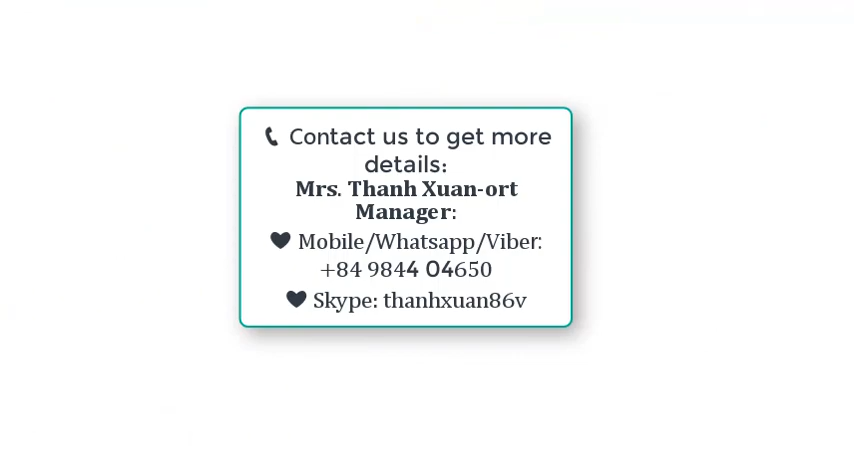 Contact us to get more
details:
Mrs. Thanh Xuan-ort
Manager:
Mobile/Whatsapp/Viber:
+84 9844 04650
Skype: thanhxuan86v